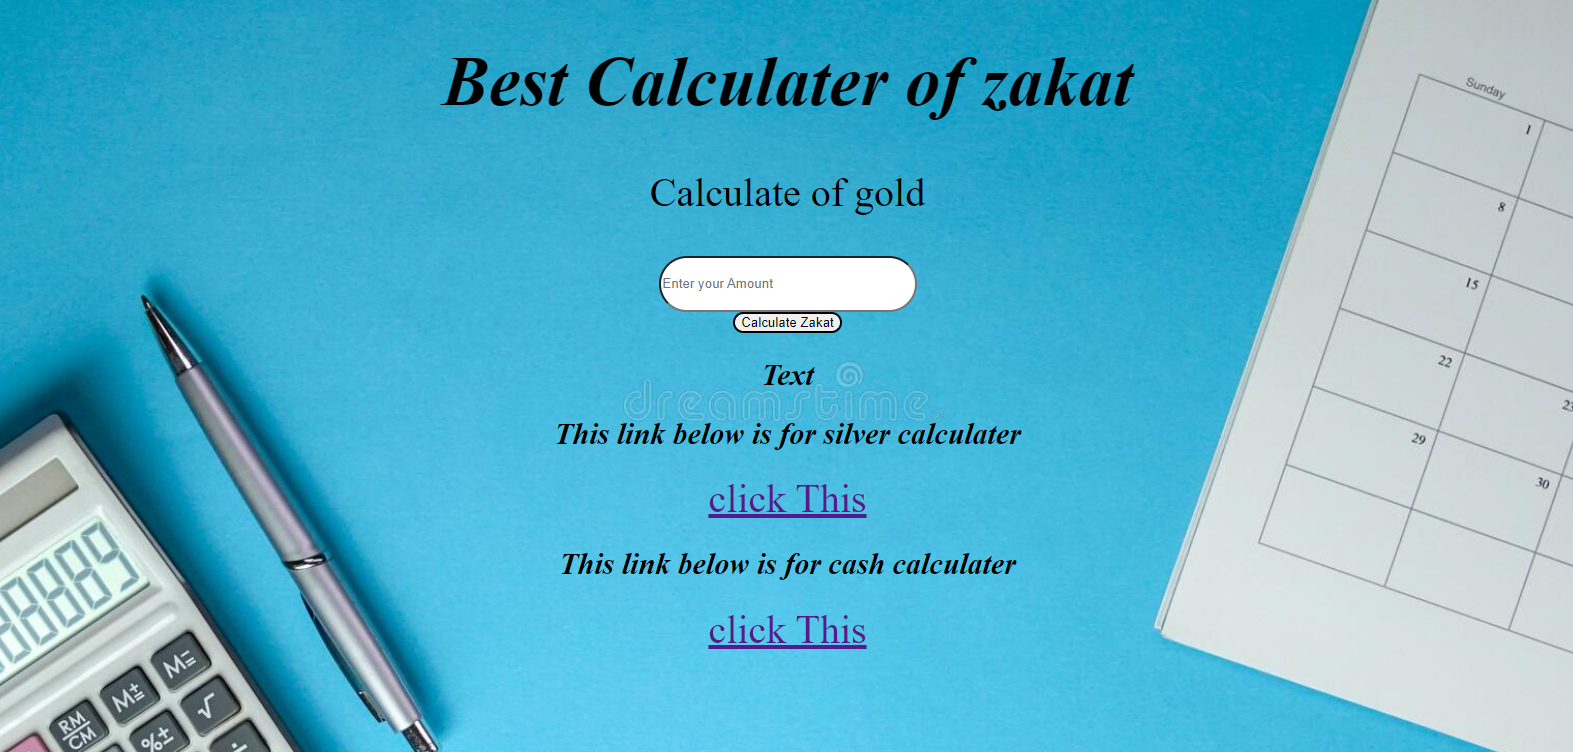 Best Calculater of zakat
Sunday
1
8
Calculate of gold
15
Enter your Amount
Calculate Zakat
22
Text
dreamstime
23
29
This link below is for silver calculater
30
click This
This link below is for cash calculater
click This
M=
M±
√
RM
CM
%±
÷